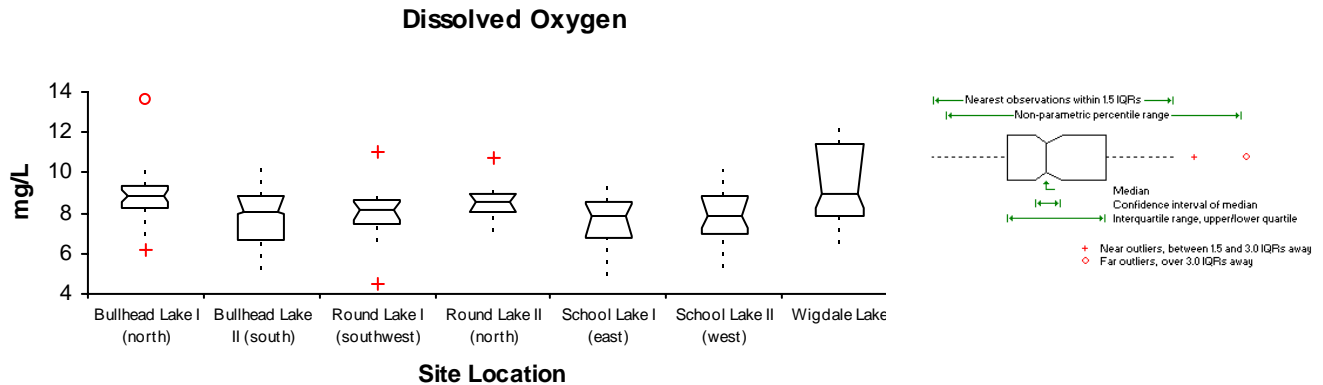 Dissolved Oxygen
mg/L
14
12
10
8
6
4
Bullhead Lake I
(north)
Bullhead Lake
II (south)
Round Lake I
(southwest)
Round Lake II
(north)
School Lake I
(east)
School Lake II
(west)
Wigdale Lake
Site Location
Nearest observations within 1.5 IQRs
Non-parametric percentile range
Median
Confidence interval of median
Interquartile range, upper/lower quartile
+ Near outliers, between 1.5 and 3.0 IQRs away
Far outliers, over 3.0 IQRs away